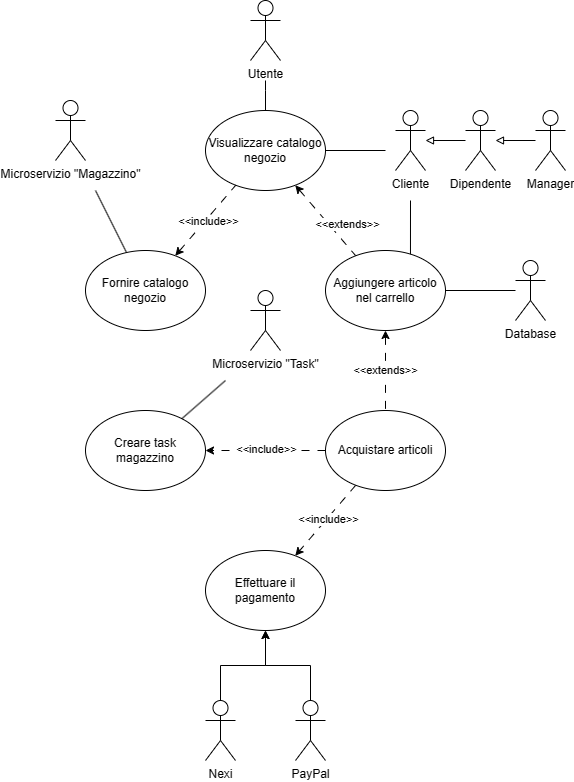 Utente
Visualizzare catalogo
negozio
Microservizio "Magazzino"
Cliente
Dipendente
Manager
<<include>>
<<extends>>
Fornire catalogo
negozio
Aggiungere articolo
nel carrello
Database
Microservizio "Task"
<<extends>>
Creare task
magazzino
<<include>>
Acquistare articoli
<<include>>
Effettuare il
pagamento
Nexi
PayPal